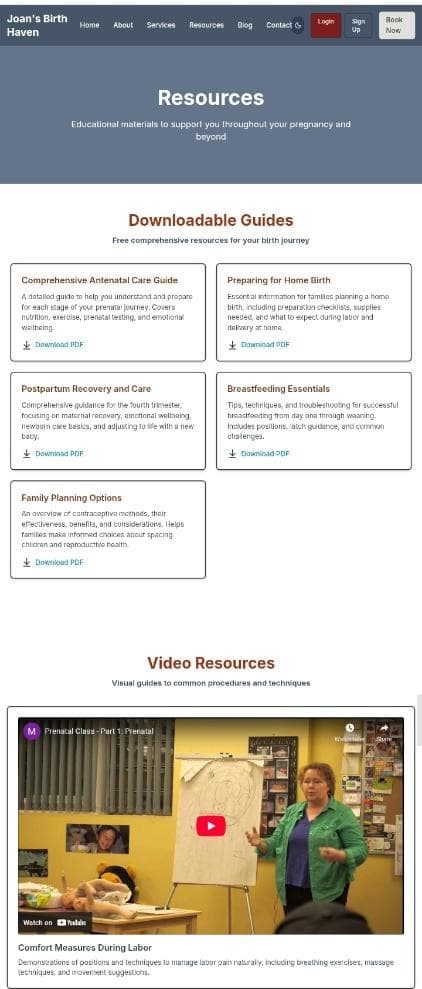 Joan's Birth
Haven
Home
About
Services
Resources
Blog
Contact
Login
Sign
Up
Book
Now
Resources
Educational materials to support you throughout your pregnancy and
beyond
Downloadable Guides
Free comprehensive resources for your birth journey
Comprehensive Antenatal Care Guide
A detailed guide to help you understand and prepare
for each stage of your prenatal journey. Covers
nutrition, exercise, prenatal testing, and emotional
wellbeing.
Download PDF
Preparing for Home Birth
Essential information for families planning a home
birth, including preparation checklists, supplies
needed, and what to expect during labor and
delivery at home.
Download PDF
Postpartum Recovery and Care
Comprehensive guidance for the fourth trimester,
focusing on maternal recovery, emotional wellbeing,
newborn care basics, and adjusting to life with a new
baby.
Download PDF
Breastfeeding Essentials
Tips, techniques, and troubleshooting for successful
breastfeeding from day one through weaning.
Includes positions, latch guidance, and common
challenges.
Download PDF
Family Planning Options
An overview of contraceptive methods, their
effectiveness, benefits, and considerations. Helps
families make informed choices about spacing
children and reproductive health.
Download PDF
Video Resources
Visual guides to common procedures and techniques
M
Prenatal Class - Part 1: Prenatal
Watch later
Share
Watch on YouTube
Comfort Measures During Labor
Demonstrations of positions and techniques to manage labor pain naturally, including breathing exercises, massage
techniques, and movement suggestions.